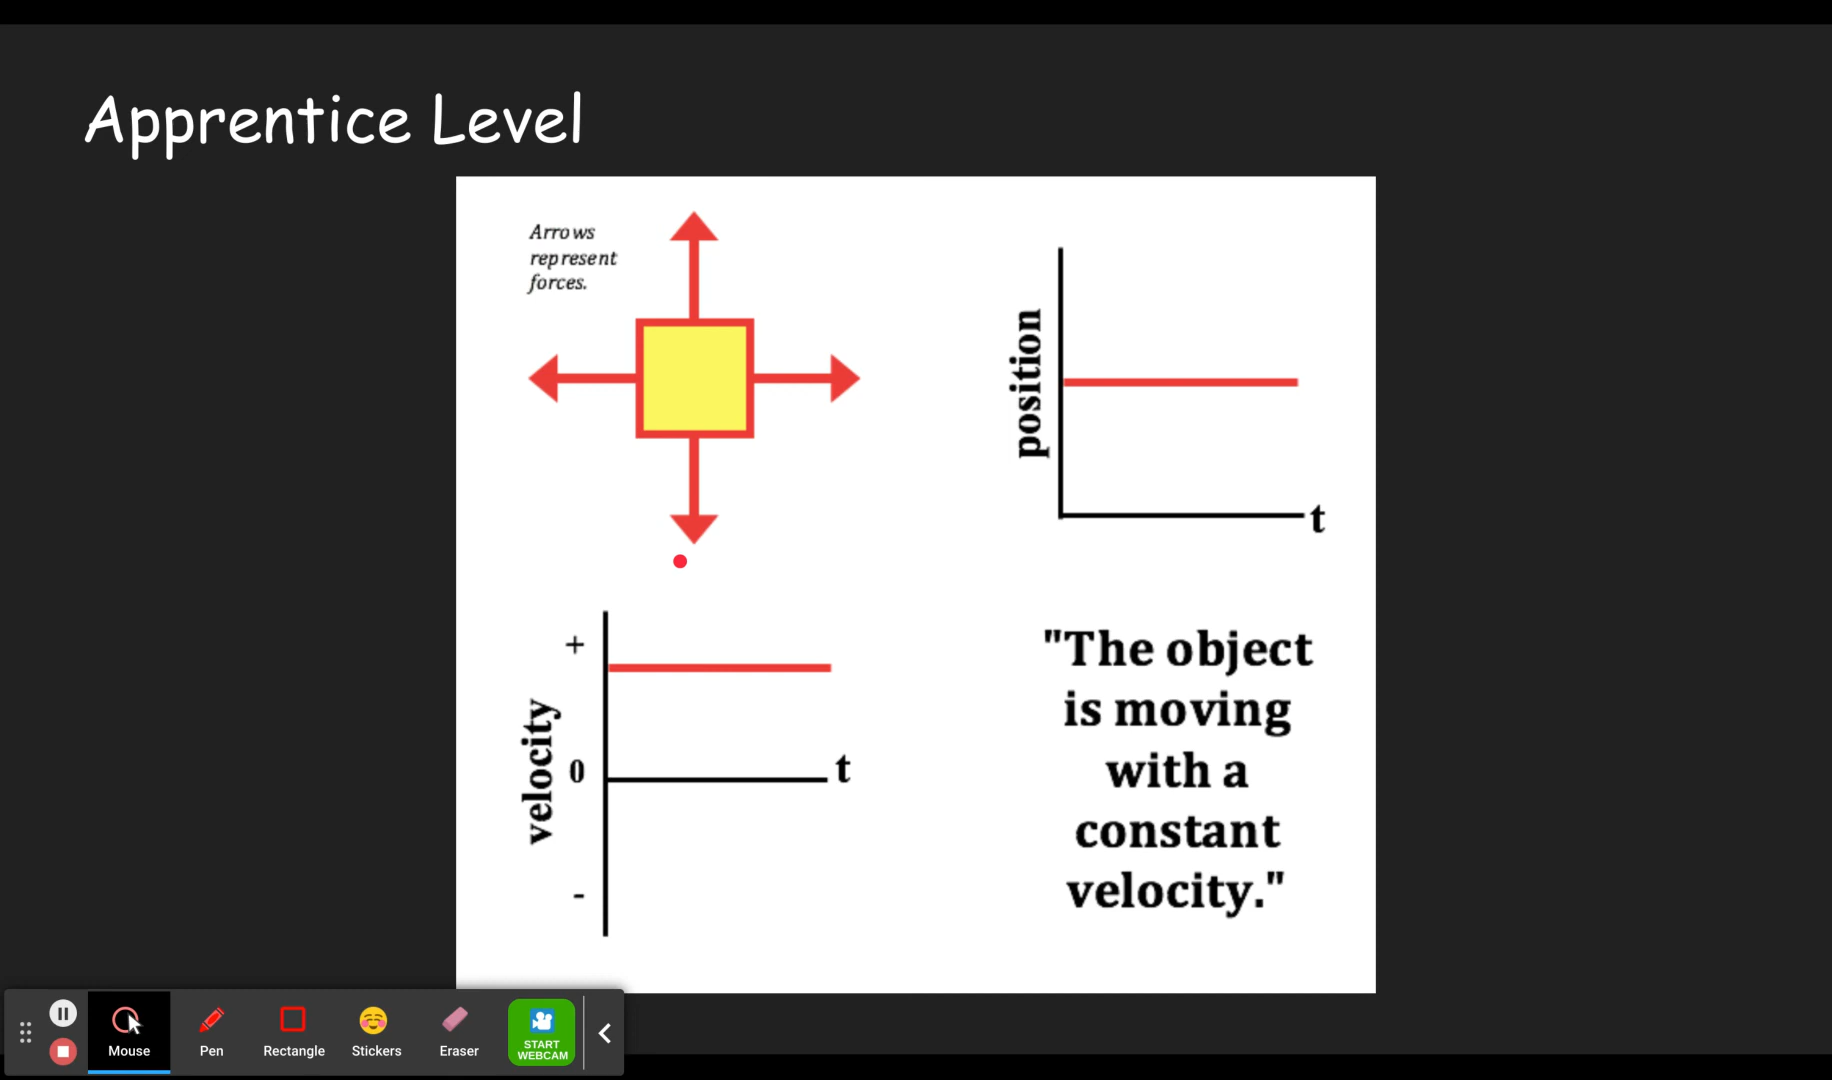 Apprentice Level
Arrows
represent
forces.
position
t
+
velocity
0
t
-
"The object
is moving
with a
constant
velocity."
Mouse
Pen
Rectangle
Stickers
Eraser
START
WEBCAM